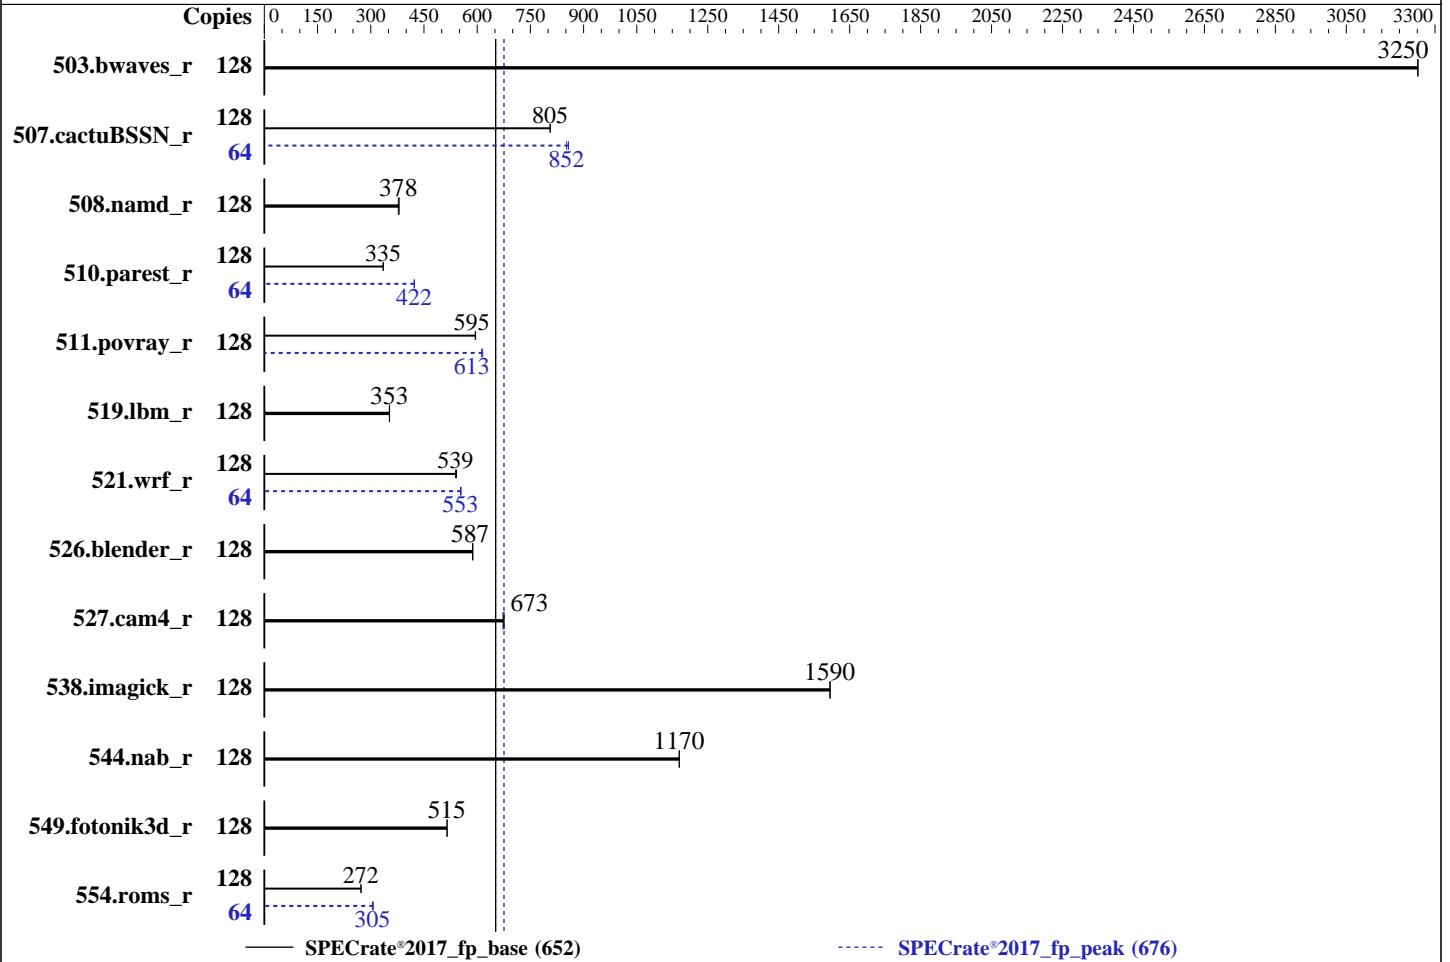 Copies 0 150 300 450 600 750 900 1050 1250 1450 1650 1850 2050 2250 2450 2650 2850 3050 3300
503.bwaves_r 128 3250
507.cactuBSSN_r 128 805
64 852
508.namd_r 128 378
510.parest_r 128 335
64 422
511.povray_r 128 595
613
519.lbm_r 128 353
521.wrf_r 128 539
64 553
526.blender_r 128 587
527.cam4_r 128 673
538.imagick_r 128 1590
544.nab_r 128 1170
549.fotonik3d_r 128 515
554.roms_r 128 272
64 305
SPECrate®2017_fp_base (652) SPECrate®2017_fp_peak (676)